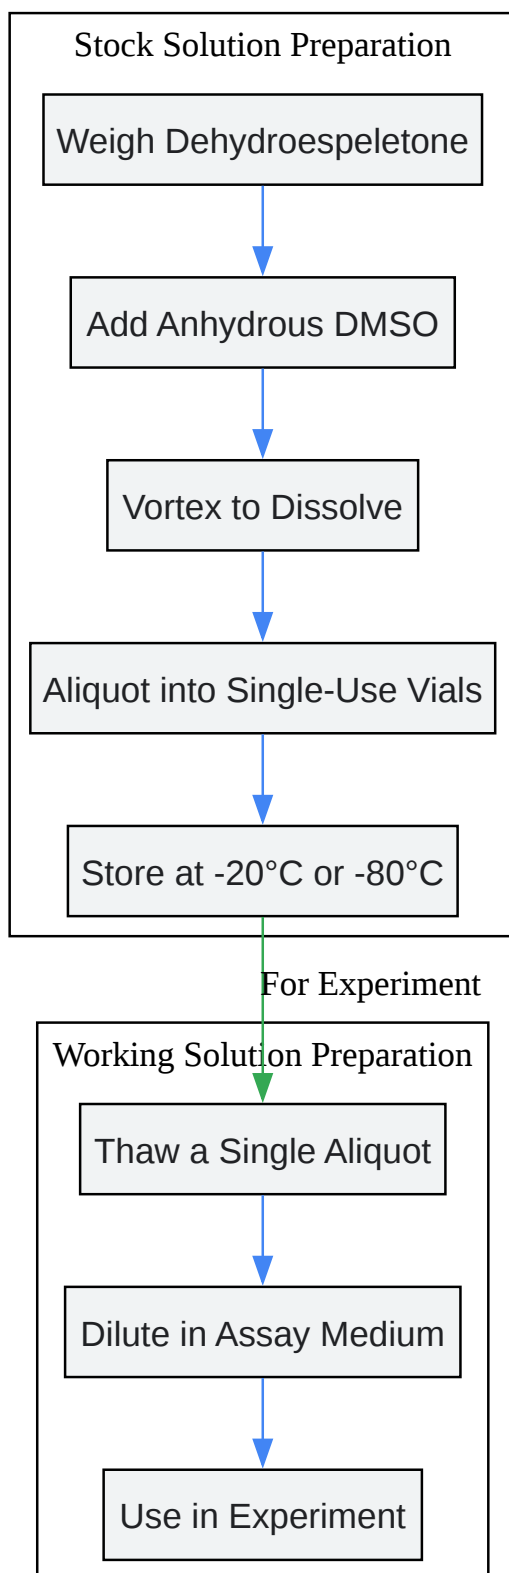 Stock Solution Preparation
Weigh Dehydroespeletone
Add Anhydrous DMSO
Vortex to Dissolve
Aliquot into Single-Use Vials
Store at -20°C or -80°C
For Experiment
Working Solution Preparation
Thaw a Single Aliquot
Dilute in Assay Medium
Use in Experiment